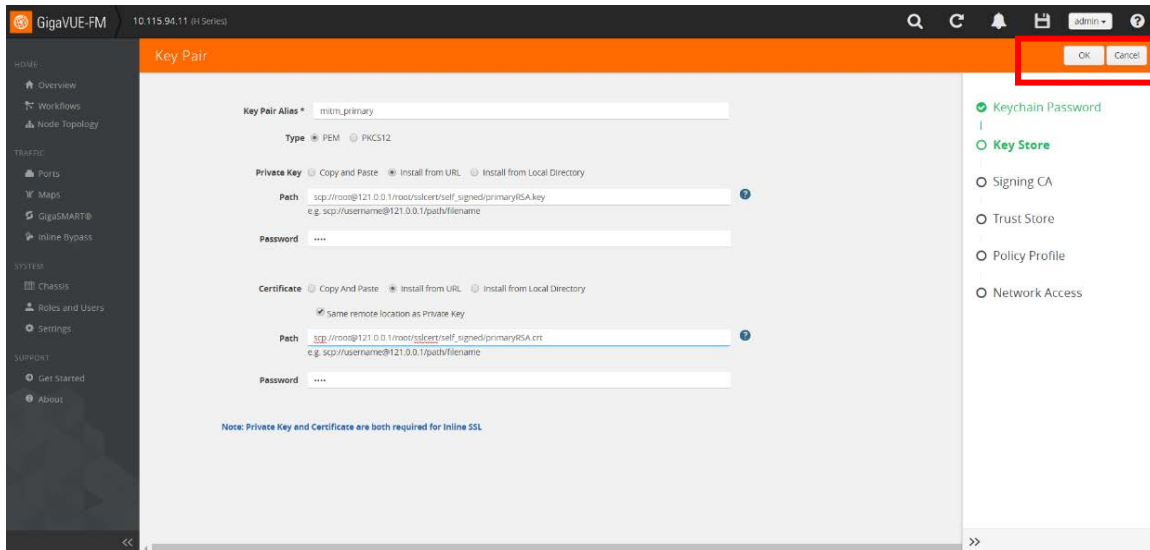 GigaVUE-FM 10.115.94.11 (H Series) admin
Key Pair OK Cancel
HOME
Overview
Workflows
Node Topology
TRAFFIC
Ports
Maps
GigaSMART®
Inline Bypass
SYSTEM
Chassis
Roles and Users
Settings
SUPPORT
Get Started
About
Key Pair Alias * mitm_primary
Type PEM PKCS12
Private Key Copy and Paste Install from URL Install from Local Directory
Path scp://root@121.0.0.1/root/sslcert/self_signed/primaryRSA.key
e.g. scp://username@121.0.0.1/path/filename
Password ····
Certificate Copy And Paste Install from URL Install from Local Directory
Same remote location as Private Key
Path scp://root@121.0.0.1/root/sslcert/self_signed/primaryRSA.crt
e.g. scp://username@121.0.0.1/path/filename
Password ····
Note: Private Key and Certificate are both required for Inline SSL
Keychain Password
Key Store
Signing CA
Trust Store
Policy Profile
Network Access